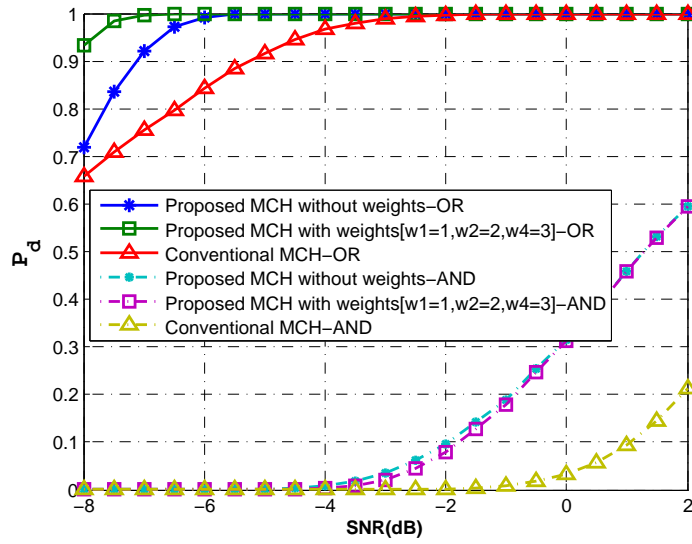 1
0.9
0.8
0.7
0.6
0.5
0.4
0.3
0.2
0.1
0
P_d
Proposed MCH without weights–OR
Proposed MCH with weights[w1=1,w2=2,w4=3]–OR
Conventional MCH–OR
Proposed MCH without weights–AND
Proposed MCH with weights[w1=1,w2=2,w4=3]–AND
Conventional MCH–AND
−8 −6 −4 −2 0 2
SNR(dB)